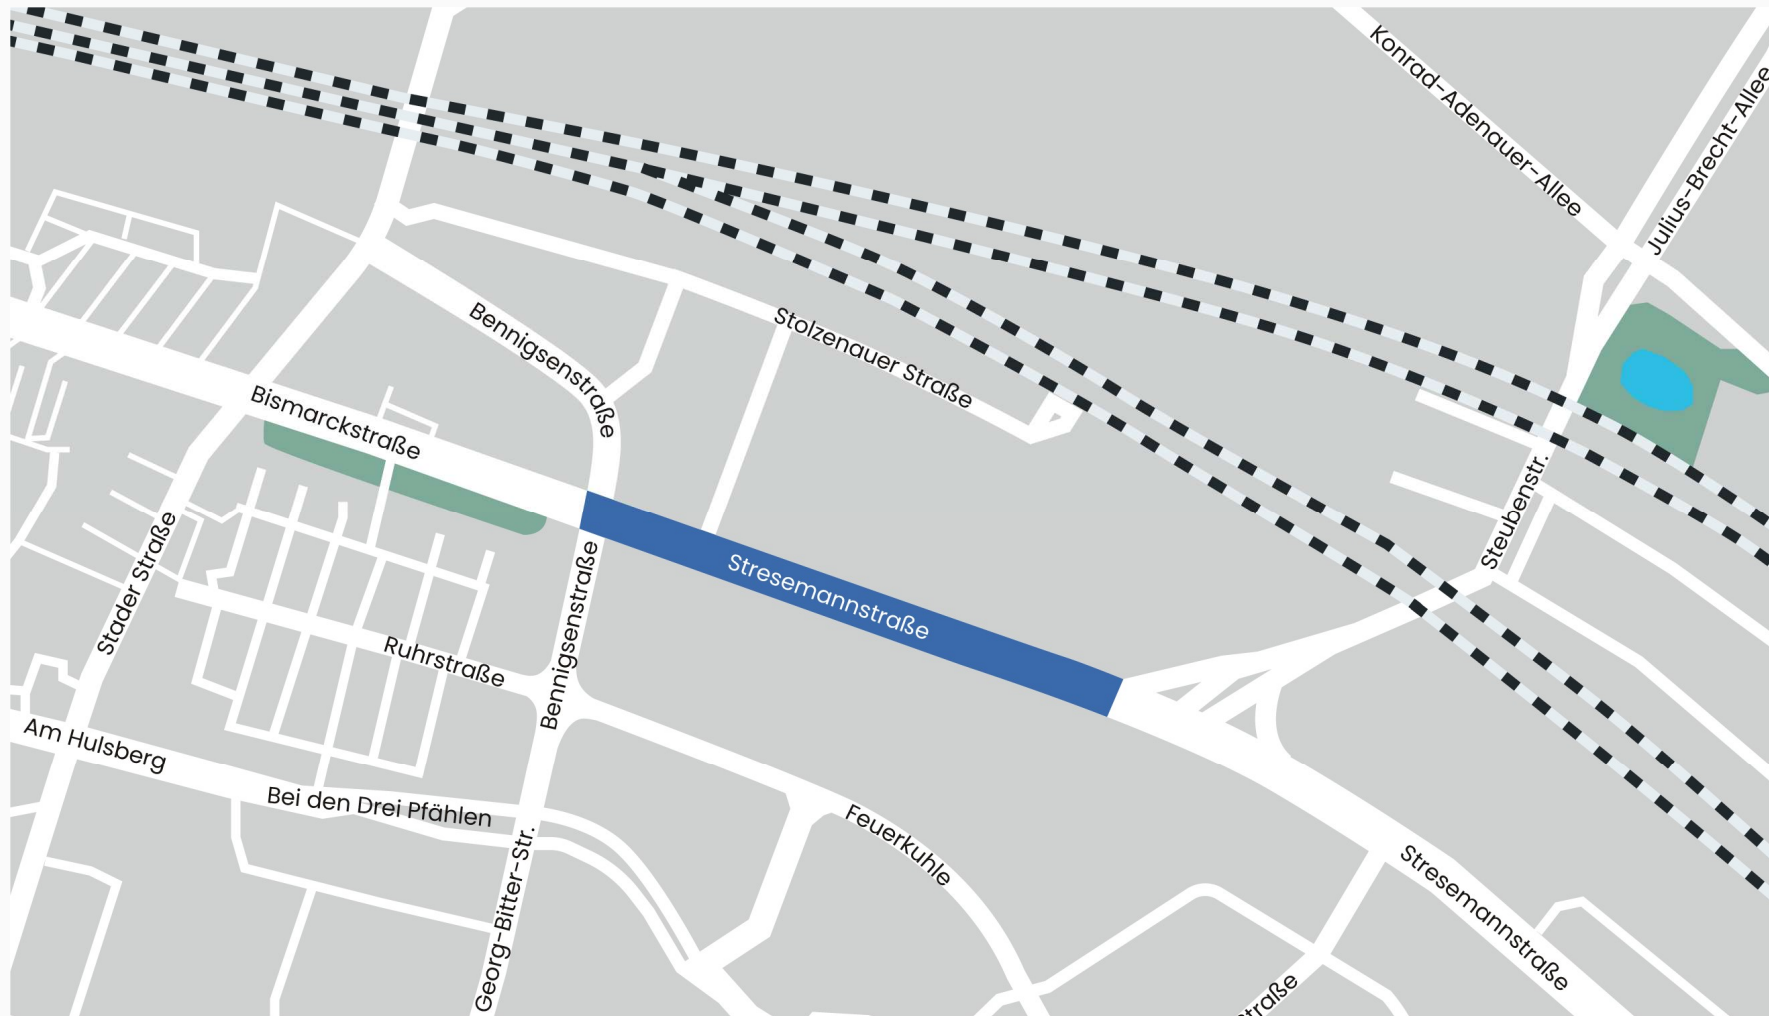 Konrad-Adenauer-Allee
Julius-Brecht-Allee
Bennigsenstraße
Stolzenauer Straße
Bismarckstraße
Steubenstr.
Stader Straße
Stresemannstraße
Bennigsenstraße
Ruhrstraße
Am Hulsberg
Bei den Drei Pfählen
Feuerkuhle
Georg-Bitter-Str.
Stresemannstraße
traße